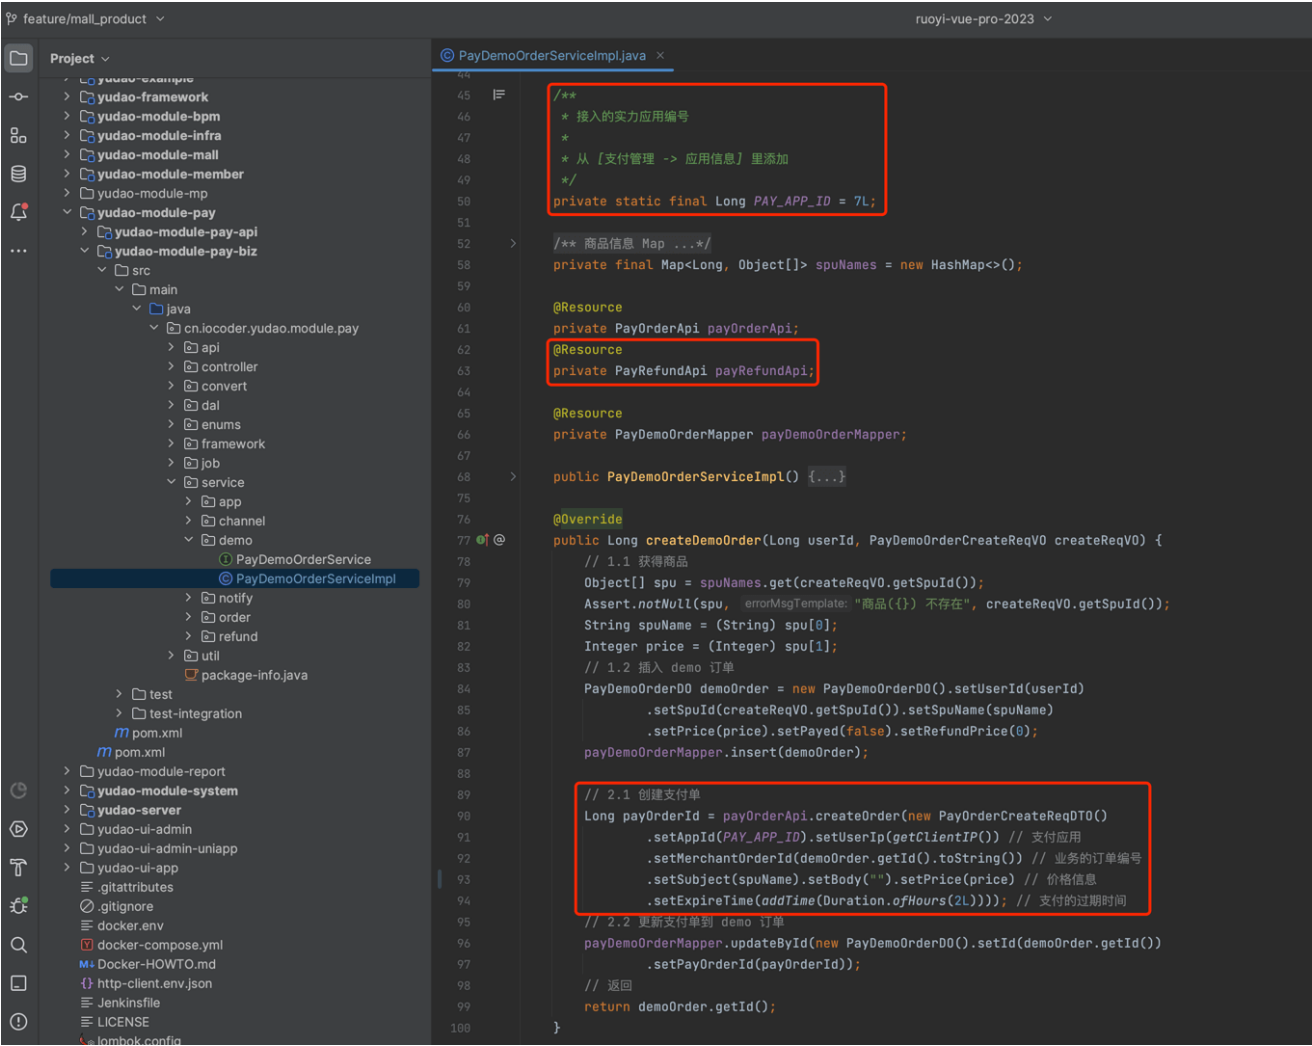 feature/mall_product
ruoyi-vue-pro-2023
Project
PayDemoOrderServiceImpl.java
yudao-example
yudao-framework
yudao-module-bpm
yudao-module-infra
yudao-module-mall
yudao-module-member
yudao-module-mp
yudao-module-pay
yudao-module-pay-api
yudao-module-pay-biz
src
main
java
cn.iocoder.yudao.module.pay
api
controller
convert
dal
enums
framework
job
service
app
channel
demo
PayDemoOrderService
PayDemoOrderServiceImpl
notify
order
refund
util
package-info.java
test
test-integration
pom.xml
pom.xml
yudao-module-report
yudao-module-system
yudao-server
yudao-ui-admin
yudao-ui-admin-uniapp
yudao-ui-app
.gitattributes
.gitignore
docker.env
docker-compose.yml
Docker-HOWTO.md
http-client.env.json
Jenkinsfile
LICENSE
lombok.config
44
45 /**
46 * 接入的实力应用编号
47 *
48 * 从 [支付管理 -> 应用信息] 里添加
49 */
50 private static final Long PAY_APP_ID = 7L;
51
52 /** 商品信息 Map ...*/
58 private final Map<Long, Object[]> spuNames = new HashMap<>();
59
60 @Resource
61 private PayOrderApi payOrderApi;
62 @Resource
63 private PayRefundApi payRefundApi;
64
65 @Resource
66 private PayDemoOrderMapper payDemoOrderMapper;
67
68 public PayDemoOrderServiceImpl() {...}
75
76 @Override
77 public Long createDemoOrder(Long userId, PayDemoOrderCreateReqVO createReqVO) {
78 // 1.1 获得商品
79 Object[] spu = spuNames.get(createReqVO.getSpuId());
80 Assert.notNull(spu, errorMsgTemplate: "商品({}) 不存在", createReqVO.getSpuId());
81 String spuName = (String) spu[0];
82 Integer price = (Integer) spu[1];
83 // 1.2 插入 demo 订单
84 PayDemoOrderDO demoOrder = new PayDemoOrderDO().setUserId(userId)
85 .setSpuId(createReqVO.getSpuId()).setSpuName(spuName)
86 .setPrice(price).setPayed(false).setRefundPrice(0);
87 payDemoOrderMapper.insert(demoOrder);
88
89 // 2.1 创建支付单
90 Long payOrderId = payOrderApi.createOrder(new PayOrderCreateReqDTO()
91 .setAppId(PAY_APP_ID).setUserIp(getClientIP()) // 支付应用
92 .setMerchantOrderId(demoOrder.getId().toString()) // 业务的订单编号
93 .setSubject(spuName).setBody("").setPrice(price) // 价格信息
94 .setExpireTime(addTime(Duration.ofHours(2L)))); // 支付的过期时间
95 // 2.2 更新支付单到 demo 订单
96 payDemoOrderMapper.updateById(new PayDemoOrderDO().setId(demoOrder.getId())
97 .setPayOrderId(payOrderId));
98 // 返回
99 return demoOrder.getId();
100 }